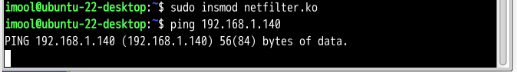 imool@ubuntu-22-desktop:~$ sudo insmod netfilter.ko
imool@ubuntu-22-desktop:~$ ping 192.168.1.140
PING 192.168.1.140 (192.168.1.140) 56(84) bytes of data.